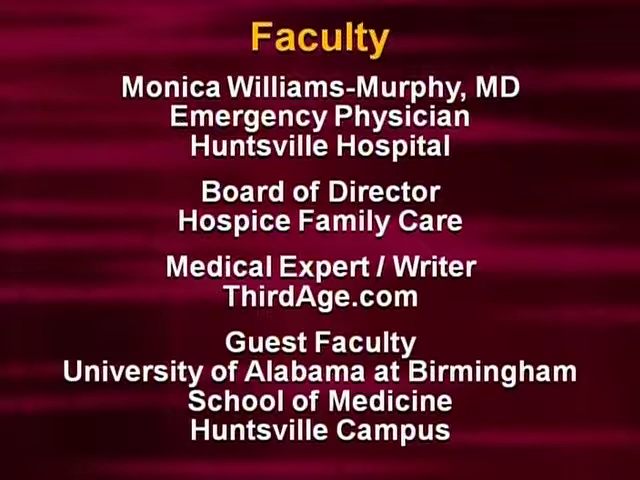 Faculty
Monica Williams-Murphy, MD
Emergency Physician
Huntsville Hospital
Board of Director
Hospice Family Care
Medical Expert / Writer
ThirdAge.com
Guest Faculty
University of Alabama at Birmingham
School of Medicine
Huntsville Campus